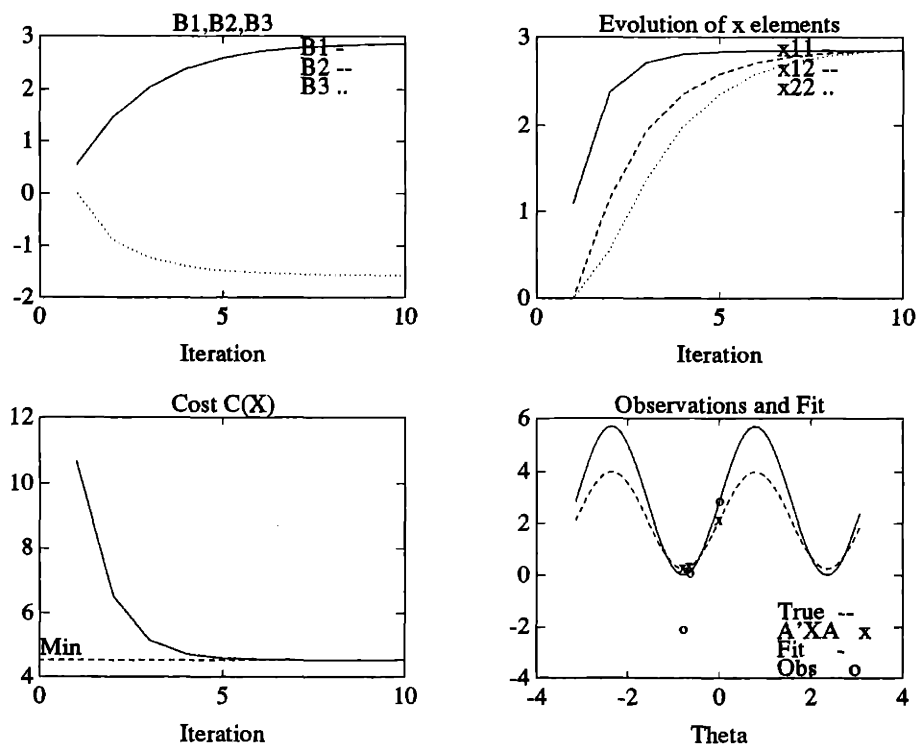 B1,B2,B3
3
2
1
0
-1
-2
0
5
10
B1 -
B2 --
B3 ..
Iteration
Evolution of x elements
3
2
1
0
0
5
10
x11 -
x12 --
x22 ..
Iteration
Cost C(X)
12
10
8
6
4
0
5
10
Min
Iteration
Observations and Fit
6
4
2
0
-2
-4
-4
-2
0
2
4
True --
A'XA x
Fit -
Obs o
Theta